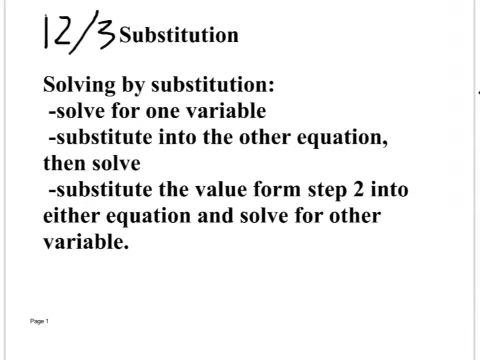 12/3 Substitution
Solving by substitution:
-solve for one variable
-substitute into the other equation,
then solve
-substitute the value form step 2 into
either equation and solve for other
variable.
Page 1